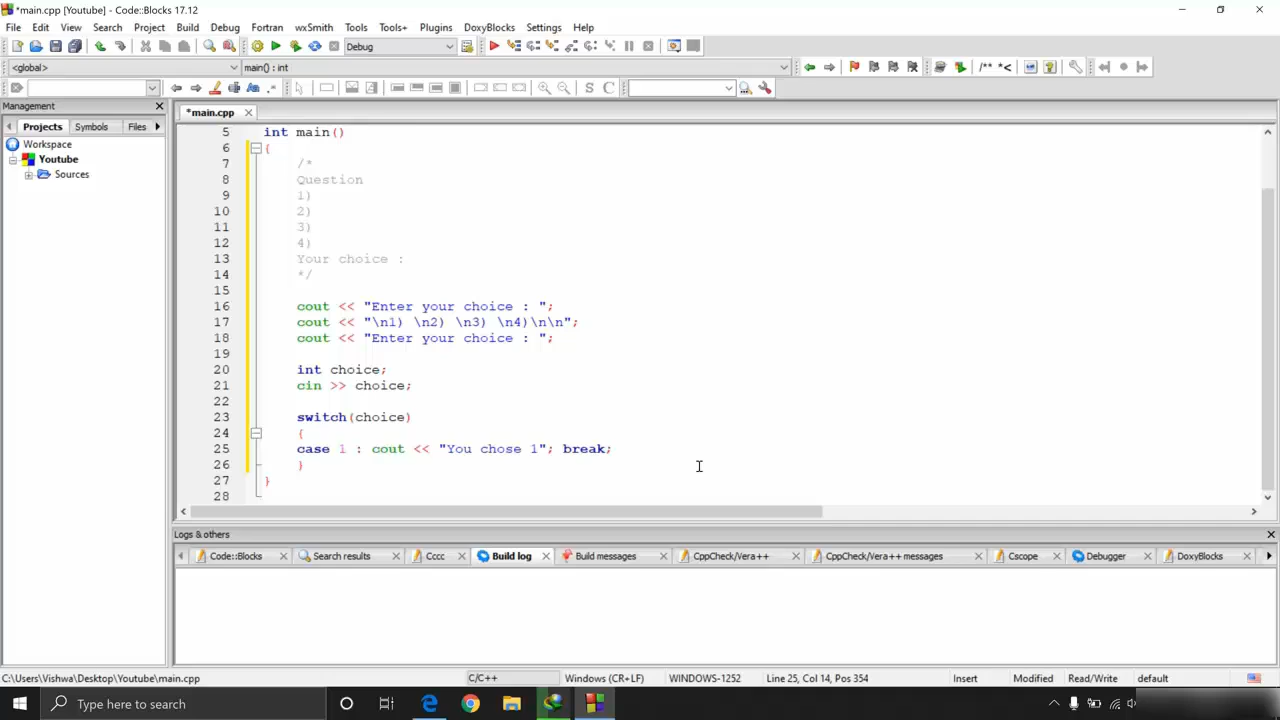 *main.cpp [Youtube] - Code::Blocks 17.12
File Edit View Search Project Build Debug Fortran wxSmith Tools Tools+ Plugins DoxyBlocks Settings Help
Debug
<global> main() : int
/** *<
.* S C
Management
*main.cpp
Projects Symbols Files
Workspace
Youtube
Sources
5 int main()
6 {
7 /*
8 Question
9 1)
10 2)
11 3)
12 4)
13 Your choice :
14 */
15
16 cout << "Enter your choice : ";
17 cout << "\n1) \n2) \n3) \n4)\n\n";
18 cout << "Enter your choice : ";
19
20 int choice;
21 cin >> choice;
22
23 switch(choice)
24 {
25 case 1 : cout << "You chose 1"; break;
26 }
27 }
28
Logs & others
Code::Blocks Search results Cccc Build log Build messages CppCheck/Vera++ CppCheck/Vera++ messages Cscope Debugger DoxyBlocks
C:\Users\Vishwa\Desktop\Youtube\main.cpp C/C++ Windows (CR+LF) WINDOWS-1252 Line 25, Col 14, Pos 354 Insert Modified Read/Write default
Type here to search